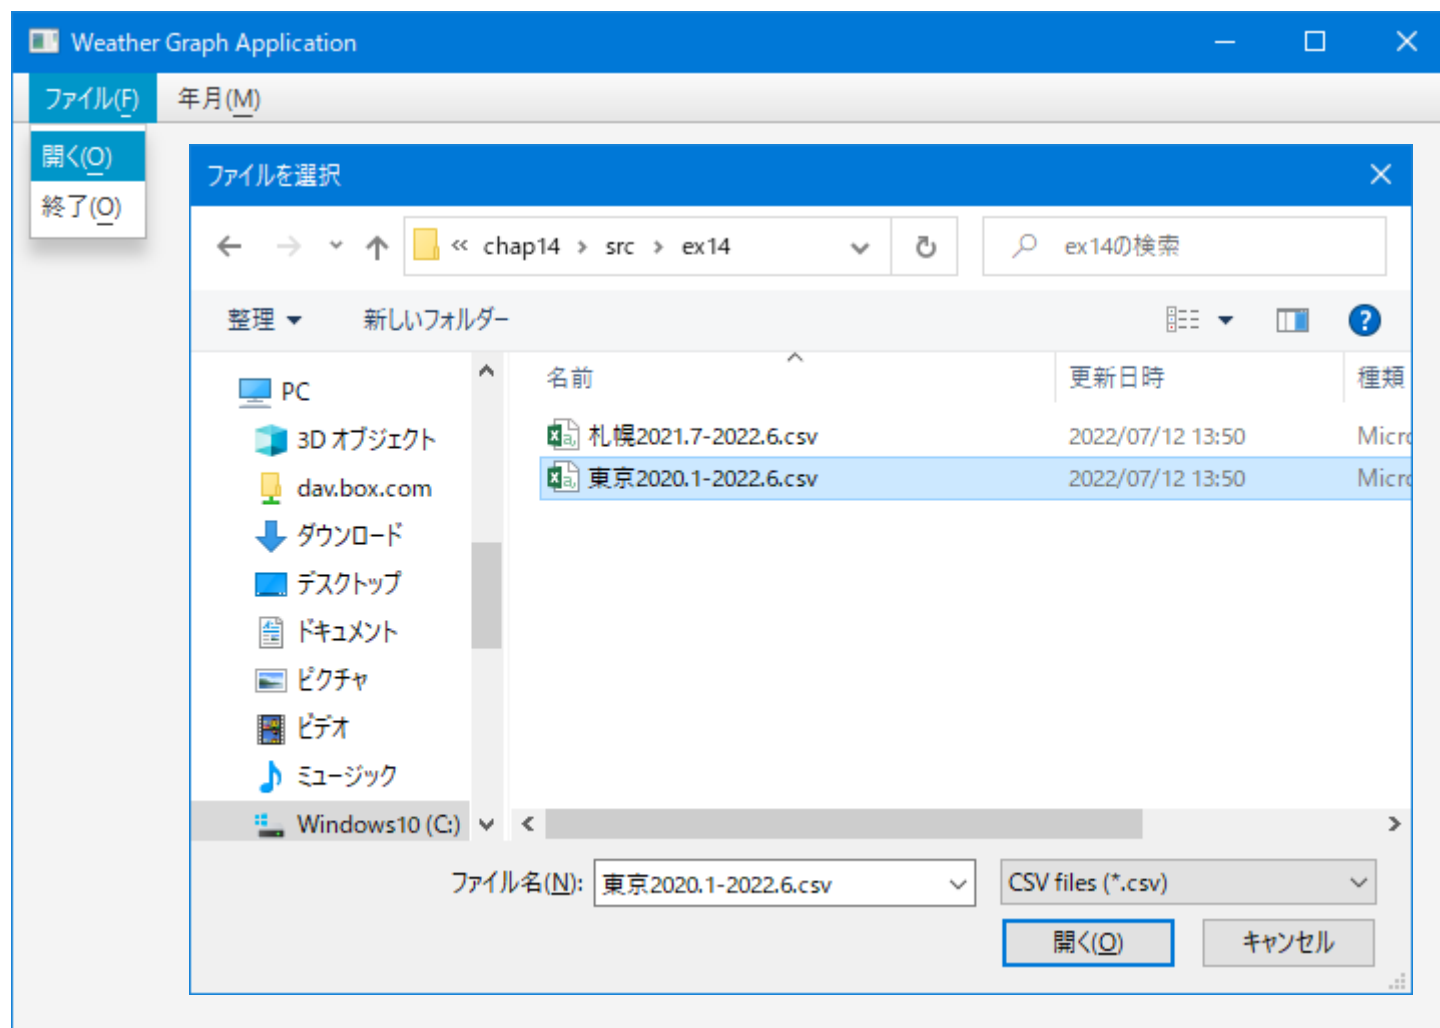 Weather Graph Application
ファイル(F) 年月(M)
開く(O)
終了(O)
ファイルを選択
« chap14 > src > ex14
ex14の検索
整理 新しいフォルダー
名前 更新日時 種類
PC
3D オブジェクト
dav.box.com
ダウンロード
デスクトップ
ドキュメント
ピクチャ
ビデオ
ミュージック
Windows10 (C:)
札幌2021.7-2022.6.csv 2022/07/12 13:50 Micro
東京2020.1-2022.6.csv 2022/07/12 13:50 Micro
ファイル名(N): 東京2020.1-2022.6.csv CSV files (*.csv)
開く(O) キャンセル